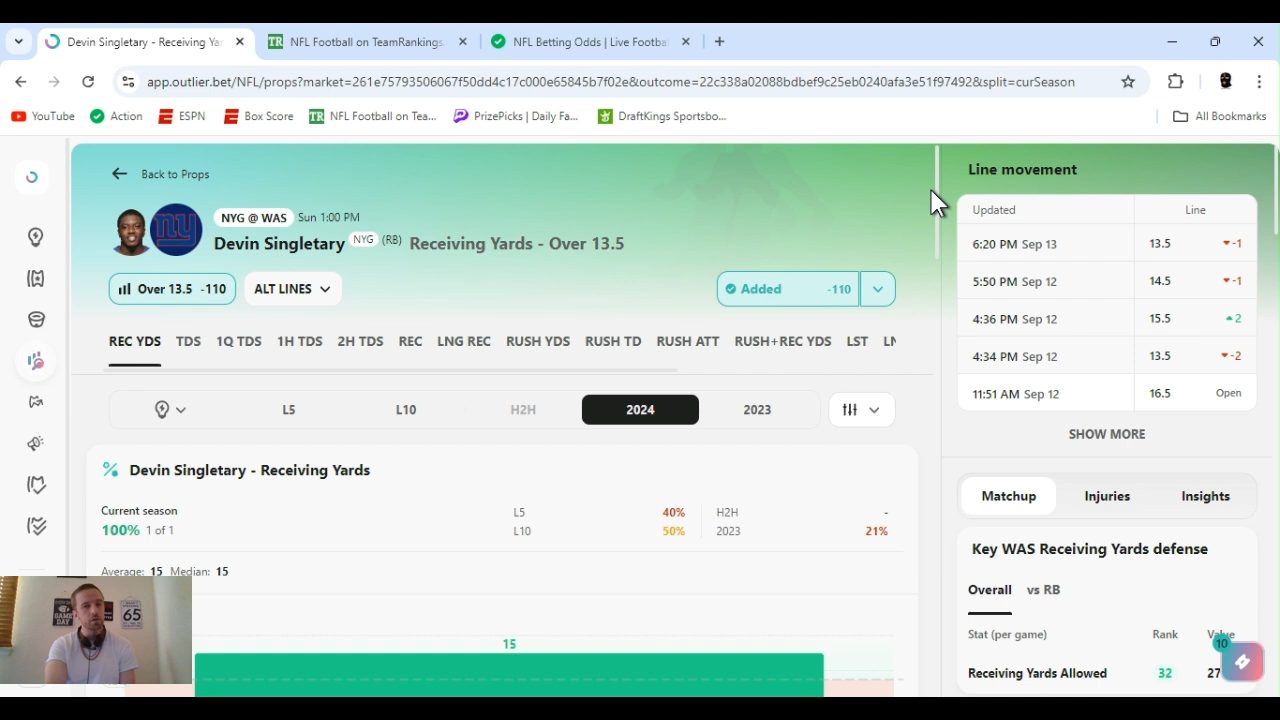 Devin Singletary - Receiving Yar
NFL Football on TeamRankings.
NFL Betting Odds | Live Footba
app.outlier.bet/NFL/props?market=261e75793506067f50dd4c17c000e65845b7f02e&outcome=22c338a02088bdbef9c25eb0240afa3e51f97492&split=curSeason
YouTube
Action
ESPN
Box Score
NFL Football on Tea...
PrizePicks | Daily Fa...
DraftKings Sportsbo...
All Bookmarks
Back to Props
NYG @ WAS Sun 1:00 PM
Devin Singletary NYG (RB) Receiving Yards - Over 13.5
Over 13.5 -110
ALT LINES
Added -110
REC YDS TDS 1Q TDS 1H TDS 2H TDS REC LNG REC RUSH YDS RUSH TD RUSH ATT RUSH+REC YDS LST LN
L5 L10 H2H 2024 2023
Devin Singletary - Receiving Yards
Current season
100% 1 of 1
L5 40% H2H -
L10 50% 2023 21%
Average: 15 Median: 15
15
GAME DAY
65
Line movement
Updated Line
6:20 PM Sep 13 13.5 -1
5:50 PM Sep 12 14.5 -1
4:36 PM Sep 12 15.5 2
4:34 PM Sep 12 13.5 -2
11:51 AM Sep 12 16.5 Open
SHOW MORE
Matchup Injuries Insights
Key WAS Receiving Yards defense
Overall vs RB
Stat (per game) Rank Value
10
Receiving Yards Allowed 32 27